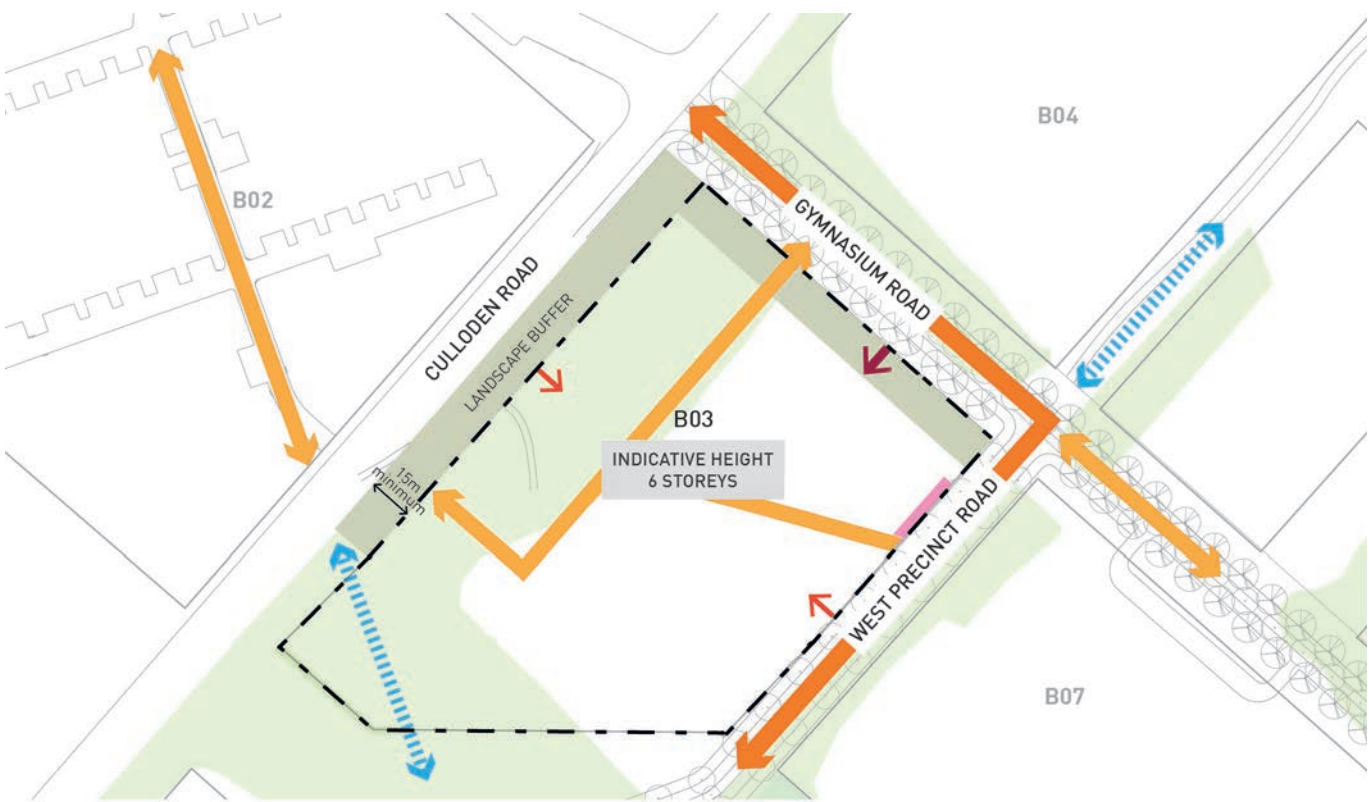 B04
B02
GYMNASIUM ROAD
CULLODEN ROAD
LANDSCAPE BUFFER
B03
INDICATIVE HEIGHT
6 STOREYS
15m
minimum
WEST PRECINCT ROAD
B07